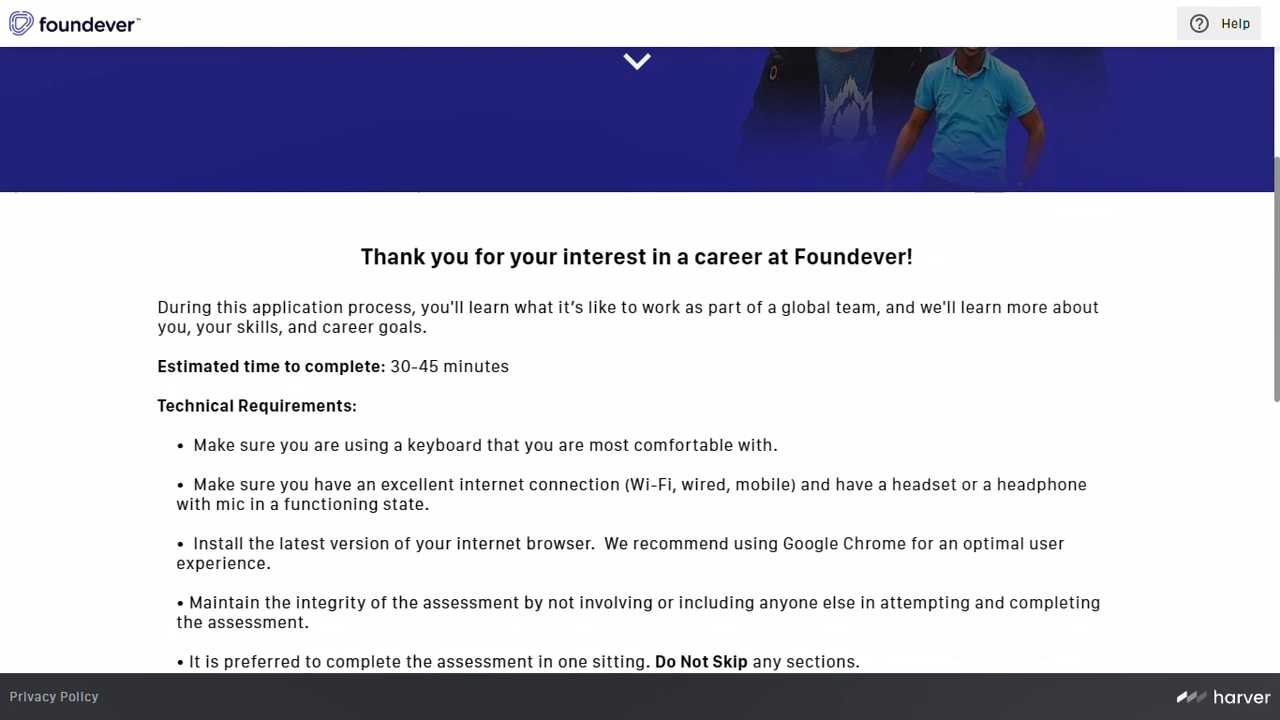 foundever™
Help
Thank you for your interest in a career at Foundever!
During this application process, you'll learn what it’s like to work as part of a global team, and we'll learn more about
you, your skills, and career goals.
Estimated time to complete: 30-45 minutes
Technical Requirements:
• Make sure you are using a keyboard that you are most comfortable with.
• Make sure you have an excellent internet connection (Wi-Fi, wired, mobile) and have a headset or a headphone
with mic in a functioning state.
• Install the latest version of your internet browser. We recommend using Google Chrome for an optimal user
experience.
• Maintain the integrity of the assessment by not involving or including anyone else in attempting and completing
the assessment.
• It is preferred to complete the assessment in one sitting. Do Not Skip any sections.
Privacy Policy
harver